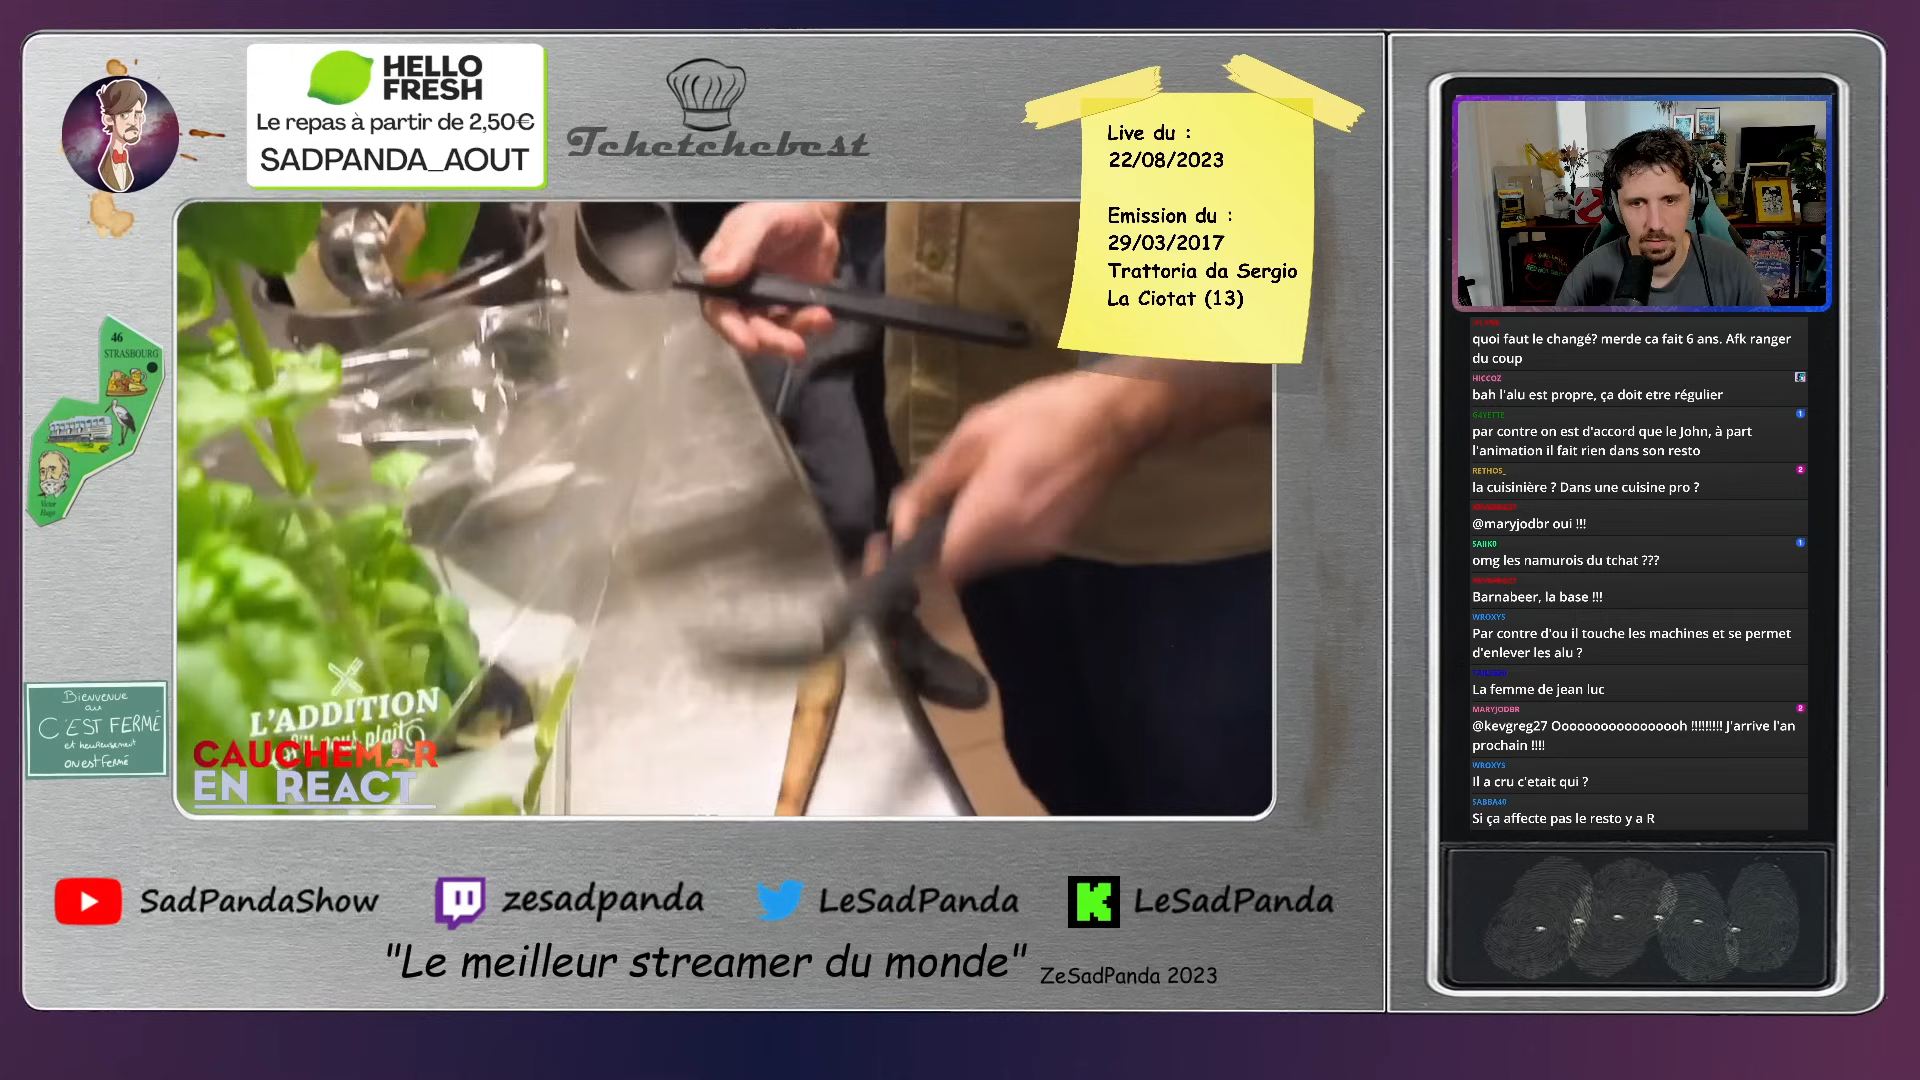 HELLO
FRESH
Le repas à partir de 2,50€
SADPANDA_AOUT
Tchetchebest
Live du :
22/08/2023
Emission du :
29/03/2017
Trattoria da Sergio
La Ciotat (13)
46
STRASBOURG
Victor
Hugo
Bienvenue
au
C'EST FERMÉ
et heureusement
on est fermé
L'ADDITION
s'il vous plaît
CAUCHEMAR
EN REACT
SadPandaShow
zesadpanda
LeSadPanda
LeSadPanda
"Le meilleur streamer du monde"
ZeSadPanda 2023
quoi faut le changé? merde ca fait 6 ans. Afk ranger
du coup
HICCOZ
bah l'alu est propre, ça doit etre régulier
G4YETTE
par contre on est d'accord que le John, à part
l'animation il fait rien dans son resto
RETHOS_
la cuisinière ? Dans une cuisine pro ?
@maryjodbr oui !!!
SAIIK0
omg les namurois du tchat ???
Barnabeer, la base !!!
WROXYS
Par contre d'ou il touche les machines et se permet
d'enlever les alu ?
La femme de jean luc
MARYJODBR
@kevgreg27 Oooooooooooooooooh !!!!!!!!! J'arrive l'an
prochain !!!!
WROXYS
Il a cru c'etait qui ?
SABBA40
Si ça affecte pas le resto y a R